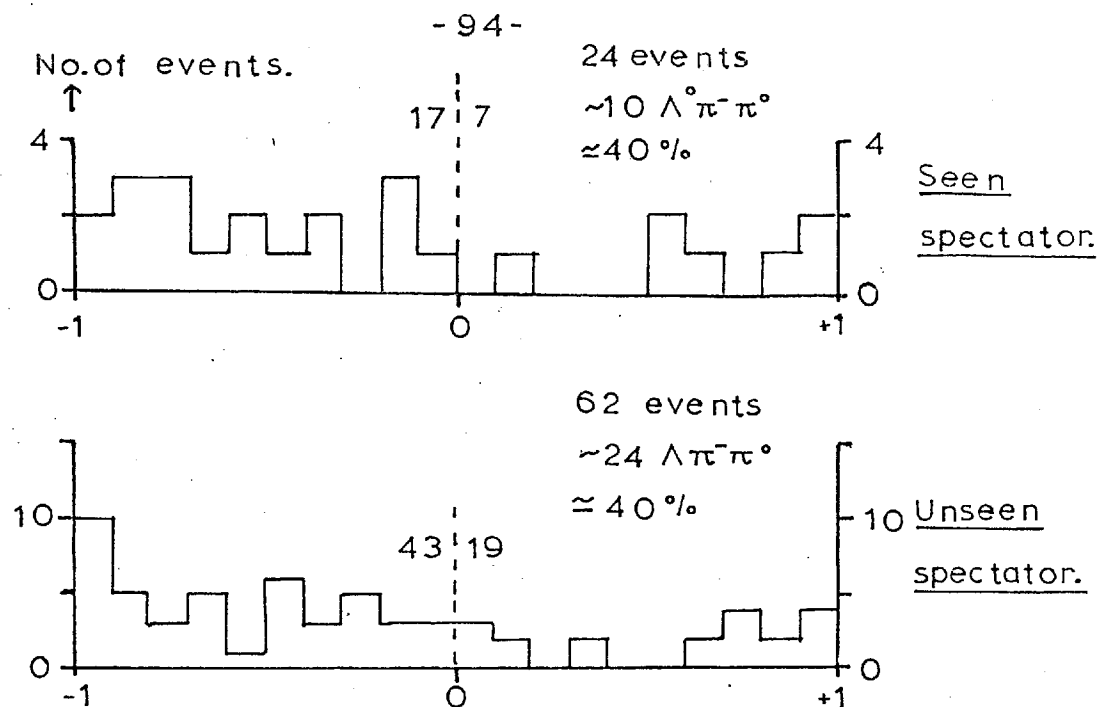 -94-
No. of events.
↑
24 events
17 7
~10 Λ°π⁻π°
≃40%
4
4
Seen
spectator.
0
0
-1
0
+1
62 events
~24 Λπ⁻π°
≃ 40%
10
10
Unseen
43 19
spectator.
0
0
-1
0
+1